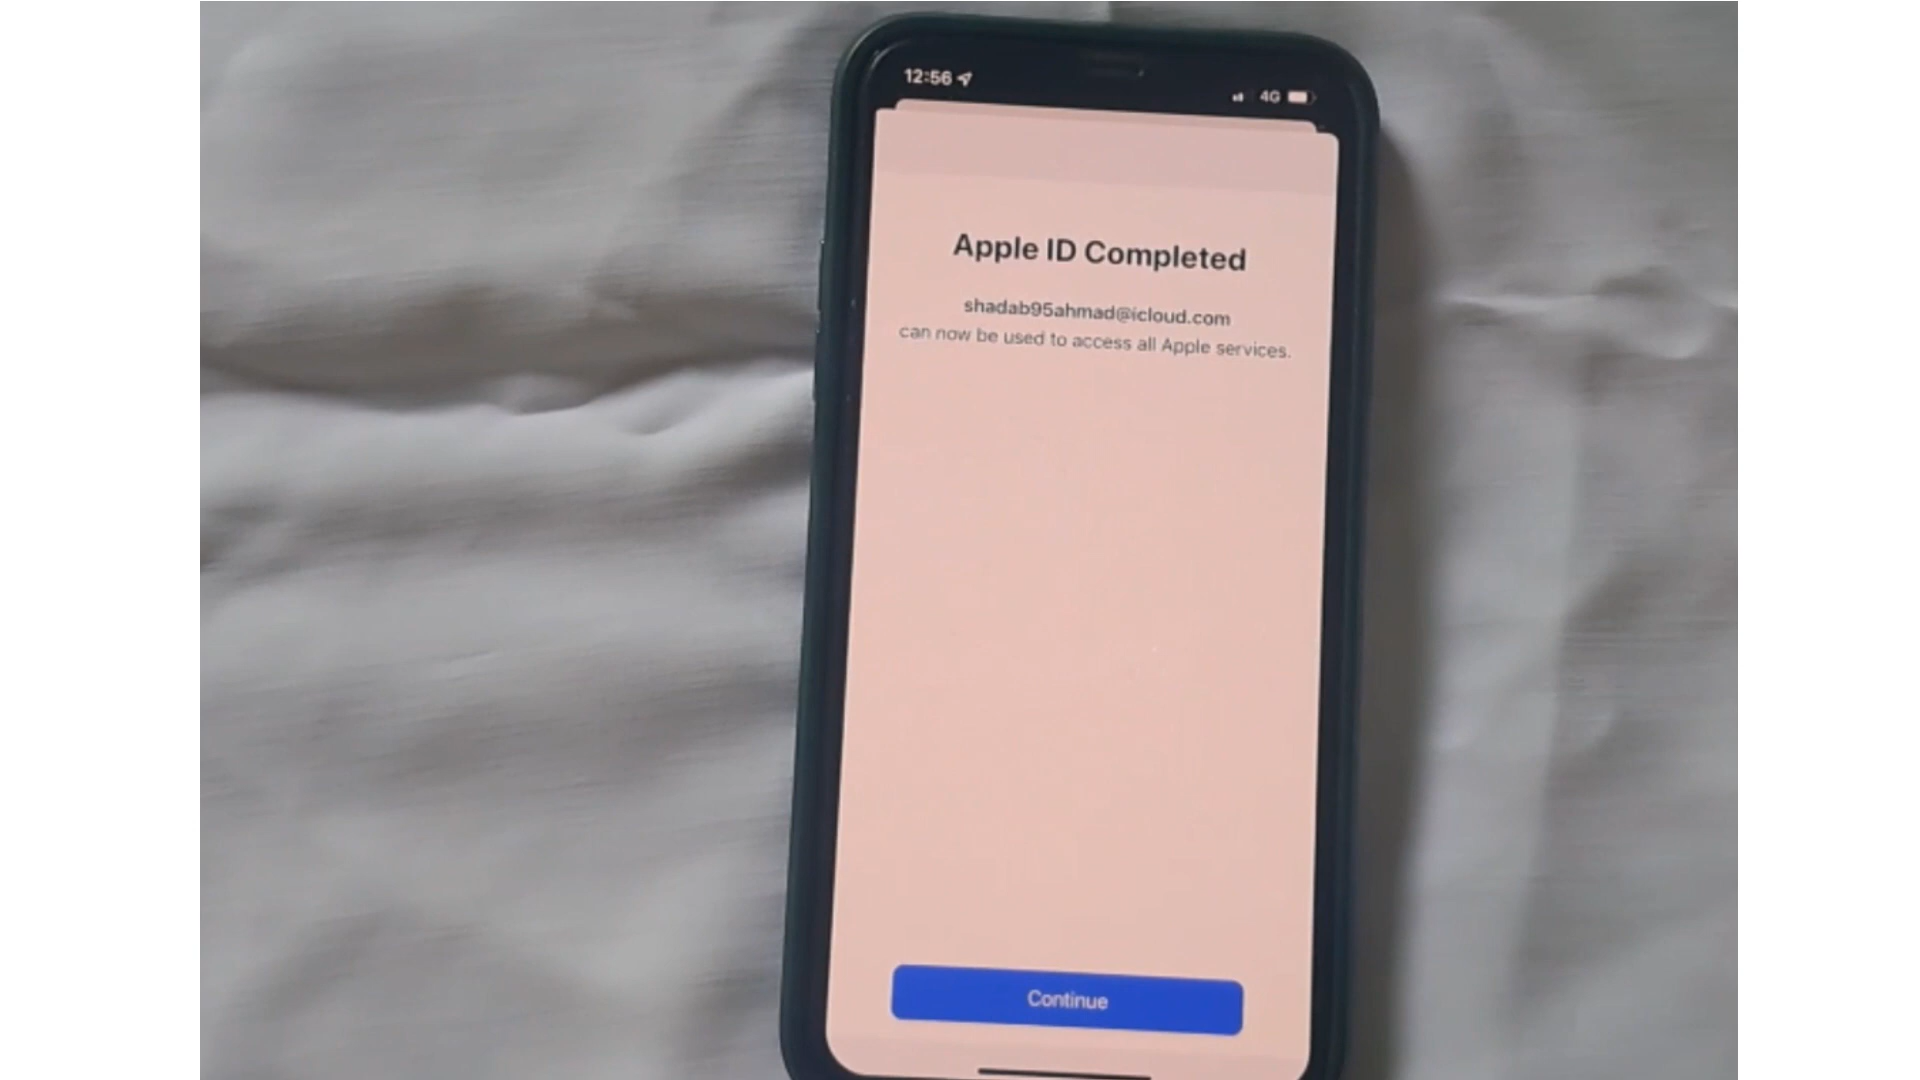 12:56
4G
Apple ID Completed
shadab95ahmad@icloud.com
can now be used to access all Apple services.
Continue